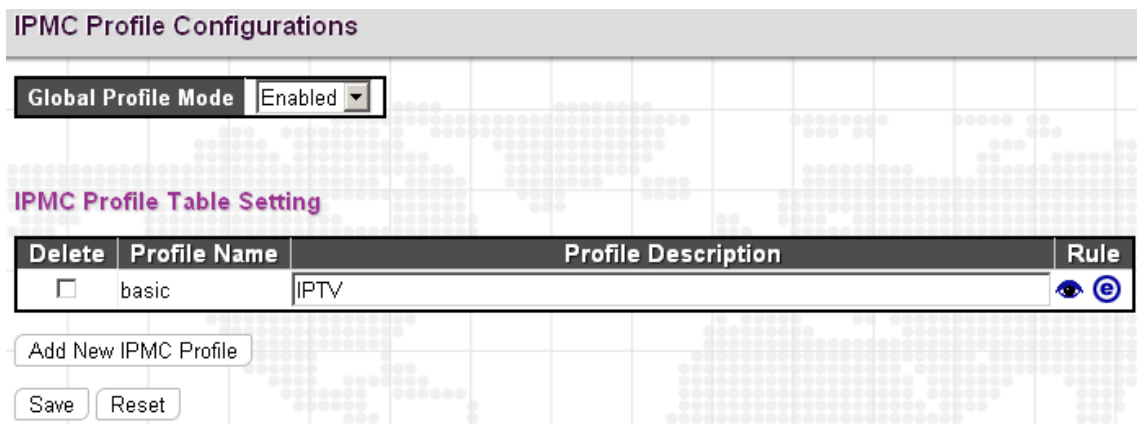 IPMC Profile Configurations
Global Profile Mode Enabled
IPMC Profile Table Setting
Delete Profile Name Profile Description Rule
basic IPTV e
Add New IPMC Profile
Save Reset